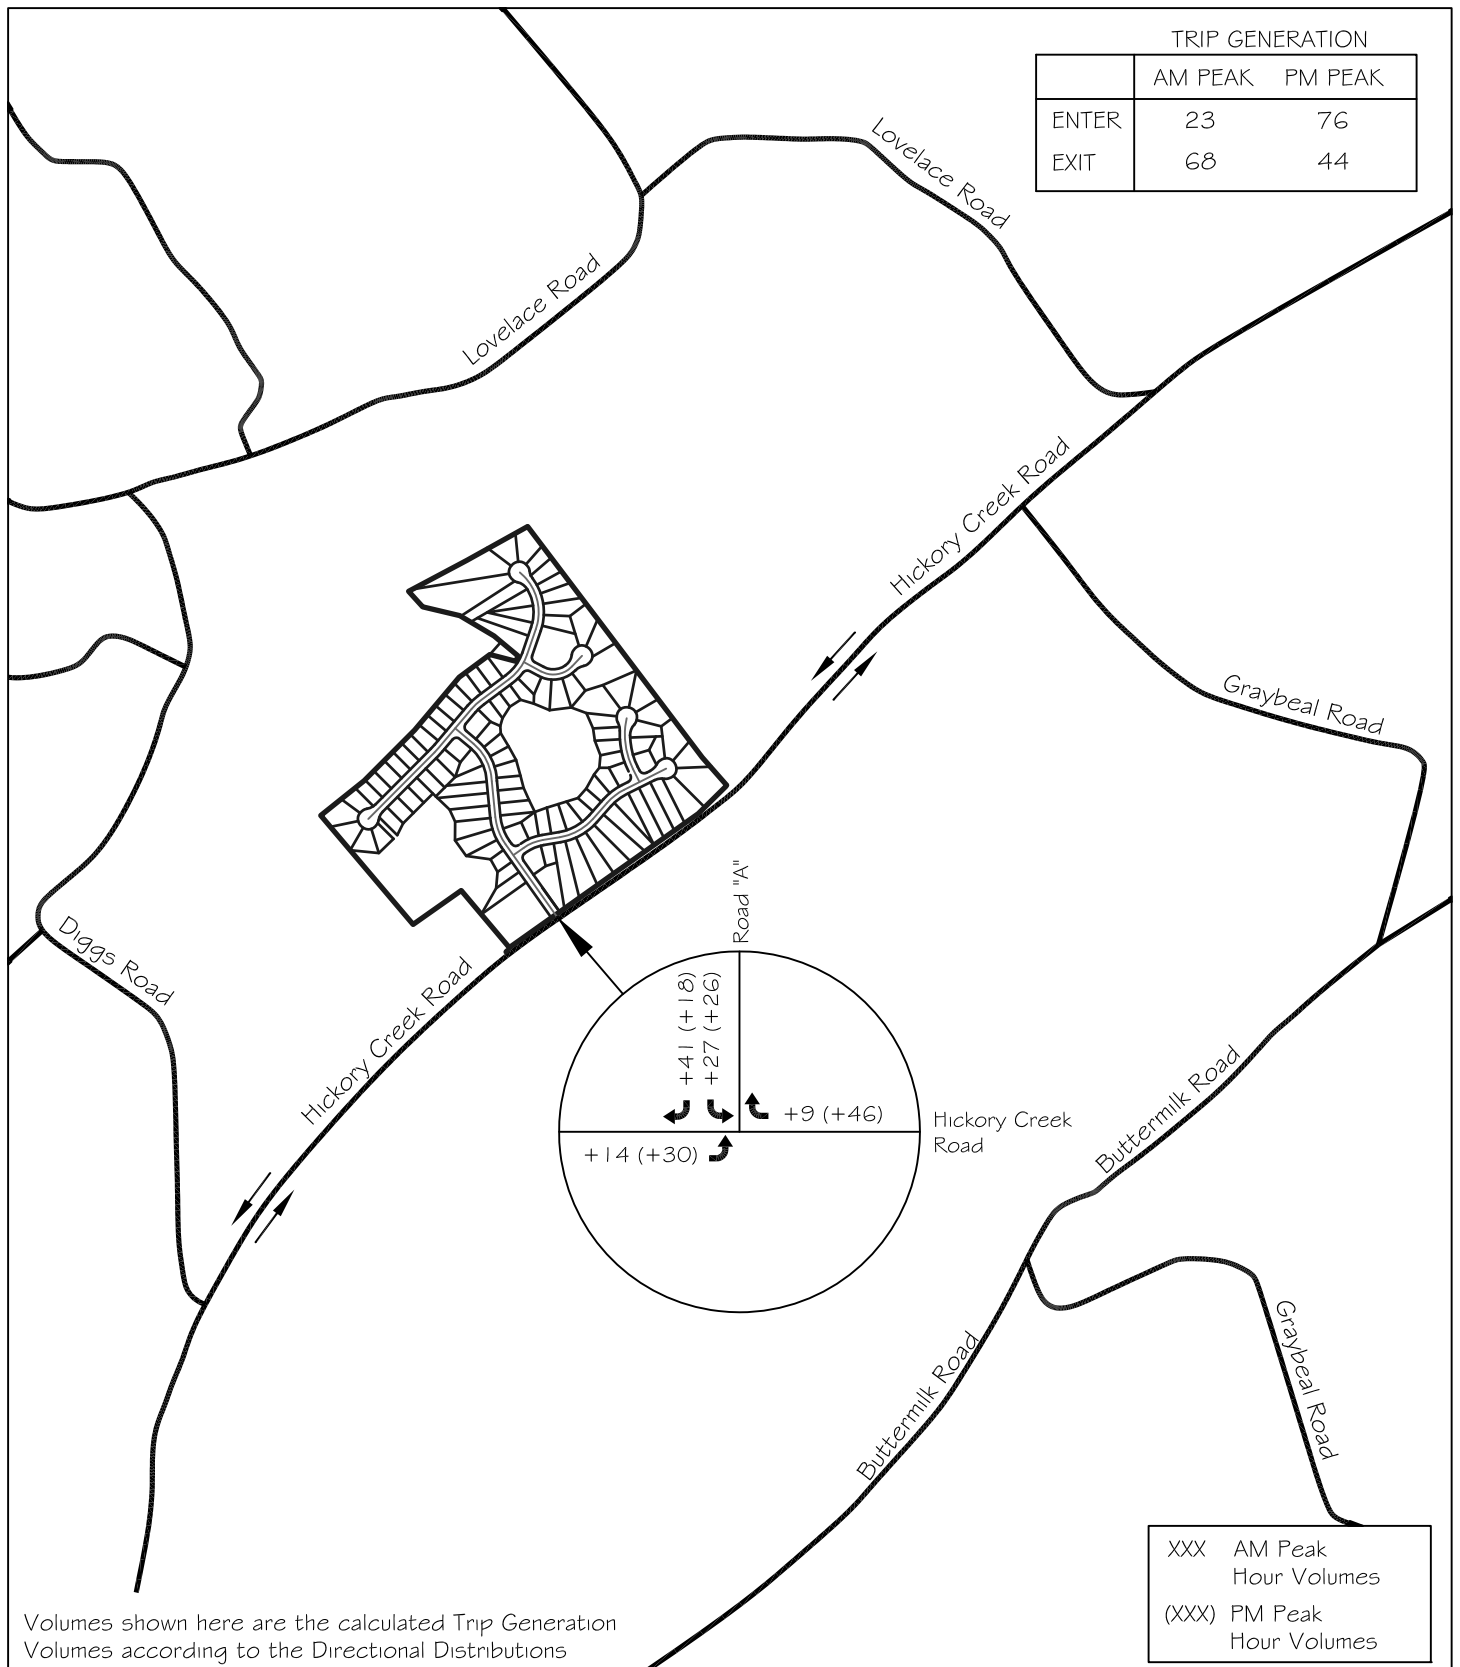 TRIP GENERATION
AM PEAK PM PEAK
ENTER 23 76
EXIT 68 44
Lovelace Road
Lovelace Road
Hickory Creek Road
Graybeal Road
Road "A"
Diggs Road
Hickory Creek Road
+41 (+18)
+27 (+26)
+9 (+46)
+14 (+30)
Hickory Creek
Road
Buttermilk Road
Buttermilk Road
Graybeal Road
XXX AM Peak
Hour Volumes
(XXX) PM Peak
Hour Volumes
Volumes shown here are the calculated Trip Generation
Volumes according to the Directional Distributions